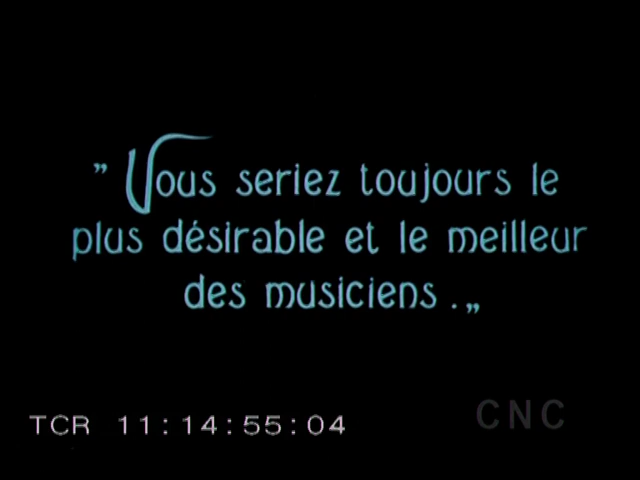 ” Vous seriez toujours le
plus désirable et le meilleur
des musiciens . „
TCR 11:14:55:04
CNC